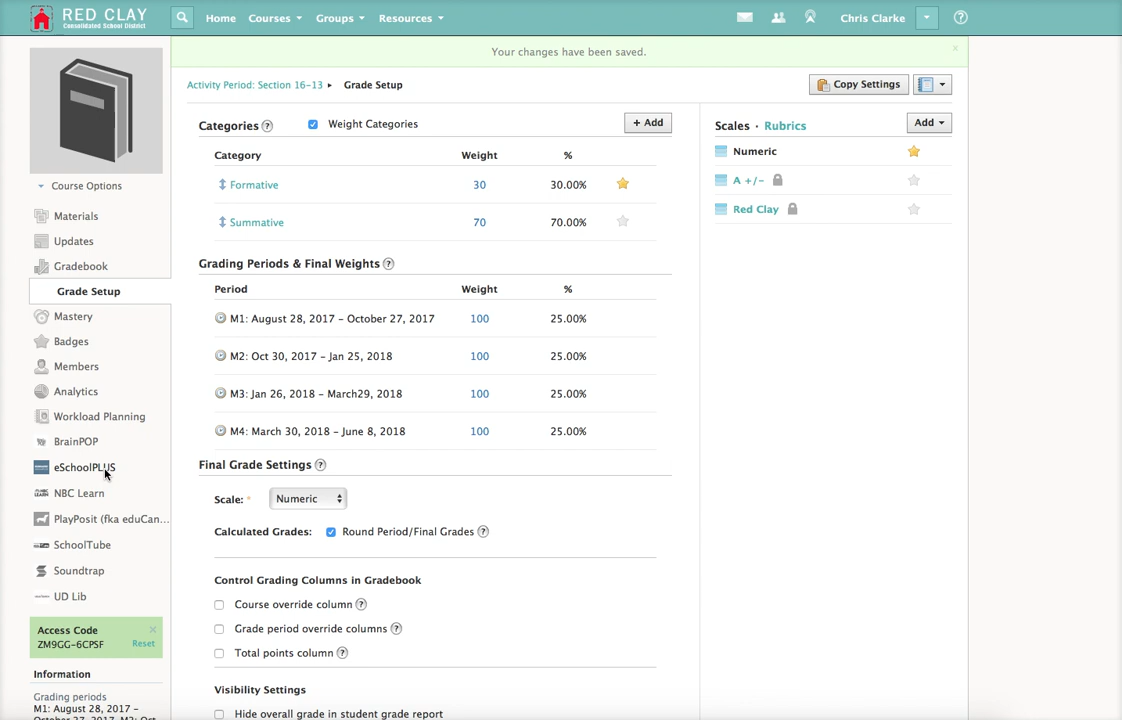 RED CLAY
Consolidated School District
Home Courses Groups Resources
Chris Clarke
Your changes have been saved.
Activity Period: Section 16-13 ▸ Grade Setup
Copy Settings
Course Options
Materials
Updates
Gradebook
Grade Setup
Mastery
Badges
Members
Analytics
Workload Planning
BrainPOP
eSchoolPLUS
NBC Learn
PlayPosit (fka eduCan...
SchoolTube
Soundtrap
UD Lib
Access Code
ZM9GG-6CPSF Reset
Information
Grading periods
M1: August 28, 2017 -
October 27, 2017, M2: Oct
Categories ? Weight Categories + Add
Category Weight %
Formative 30 30.00%
Summative 70 70.00%
Grading Periods & Final Weights ?
Period Weight %
M1: August 28, 2017 - October 27, 2017 100 25.00%
M2: Oct 30, 2017 - Jan 25, 2018 100 25.00%
M3: Jan 26, 2018 - March29, 2018 100 25.00%
M4: March 30, 2018 - June 8, 2018 100 25.00%
Final Grade Settings ?
Scale: * Numeric
Calculated Grades: Round Period/Final Grades ?
Control Grading Columns in Gradebook
Course override column ?
Grade period override columns ?
Total points column ?
Visibility Settings
Hide overall grade in student grade report
Scales · Rubrics Add
Numeric
A +/-
Red Clay